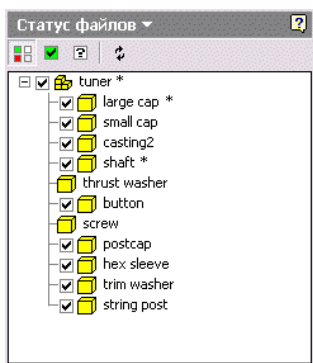 Статус файлов
tuner *
large cap *
small cap
casting2
shaft *
thrust washer
button
screw
postcap
hex sleeve
trim washer
string post